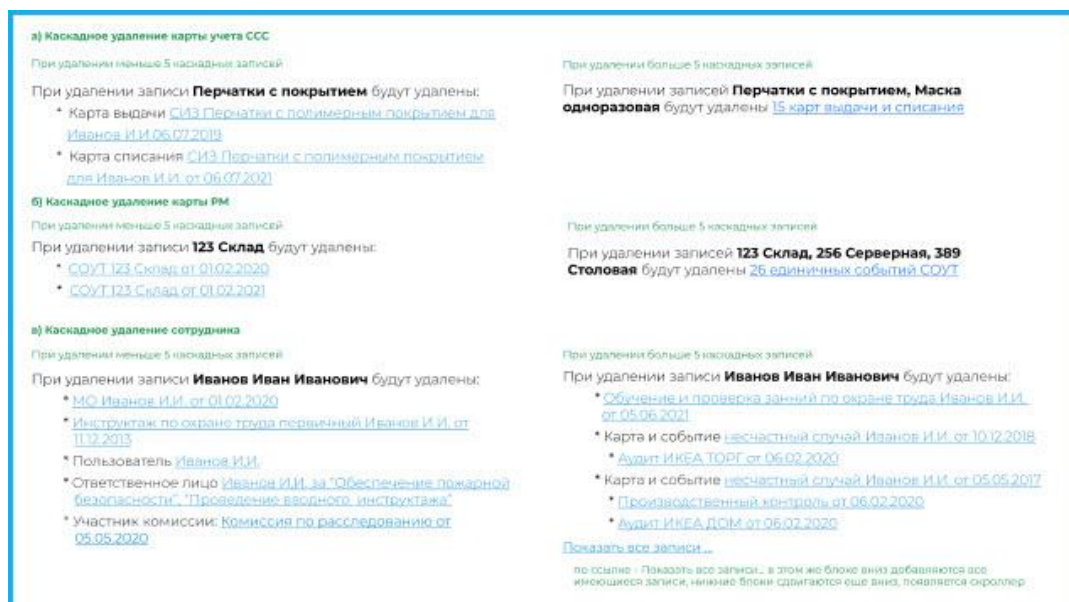 а) Каскадное удаление карты учета ССС
При удалении меньше 5 каскадных записей
При удалении записи Перчатки с покрытием будут удалены:
* Карта выдачи СИЗ Перчатки с полимерным покрытием для
Иванов И.И.06.07.2019
* Карта списания СИЗ Перчатки с полимерным покрытием
для Иванов И.И. от 06.07.2021
При удалении больше 5 каскадных записей
При удалении записей Перчатки с покрытием, Маска
одноразовая будут удалены 15 карт выдачи и списания
б) Каскадное удаление карты РМ
При удалении меньше 5 каскадных записей
При удалении записи 123 Склад будут удалены:
* СОУТ 123 Склад от 01.02.2020
* СОУТ 123 Склад от 01.02.2021
При удалении больше 5 каскадных записей
При удалении записей 123 Склад, 256 Серверная, 389
Столовая будут удалены 26 единичных событий СОУТ
в) Каскадное удаление сотрудника
При удалении меньше 5 каскадных записей
При удалении записи Иванов Иван Иванович будут удалены:
* МО Иванов И.И. от 01.02.2020
* Инструктаж по охране труда первичный Иванов И.И. от
11.12.2013
* Пользователь Иванов И.И.
* Ответственное лицо Иванов И.И. за "Обеспечение пожарной
безопасности", "Проведение вводного инструктажа"
* Участник комиссии: Комиссия по расследованию от
05.05.2020
При удалении больше 5 каскадных записей
При удалении записи Иванов Иван Иванович будут удалены:
* Обучение и проверка занний по охране труда Иванов И.И.
от 05.06.2021
* Карта и событие несчастный случай Иванов И.И. от 10.12.2018
* Аудит ИКЕА ТОРГ от 06.02.2020
* Карта и событие несчастный случай Иванов И.И. от 05.05.2017
* Производственный контроль от 06.02.2020
* Аудит ИКЕА ДОМ от 06.02.2020
Показать все записи ...
по ссылке - Показать все записи... в этом же блоке вниз добавляются все
имеющиеся записи, нижние блоки сдвигаются еще вниз, появляется скроллер